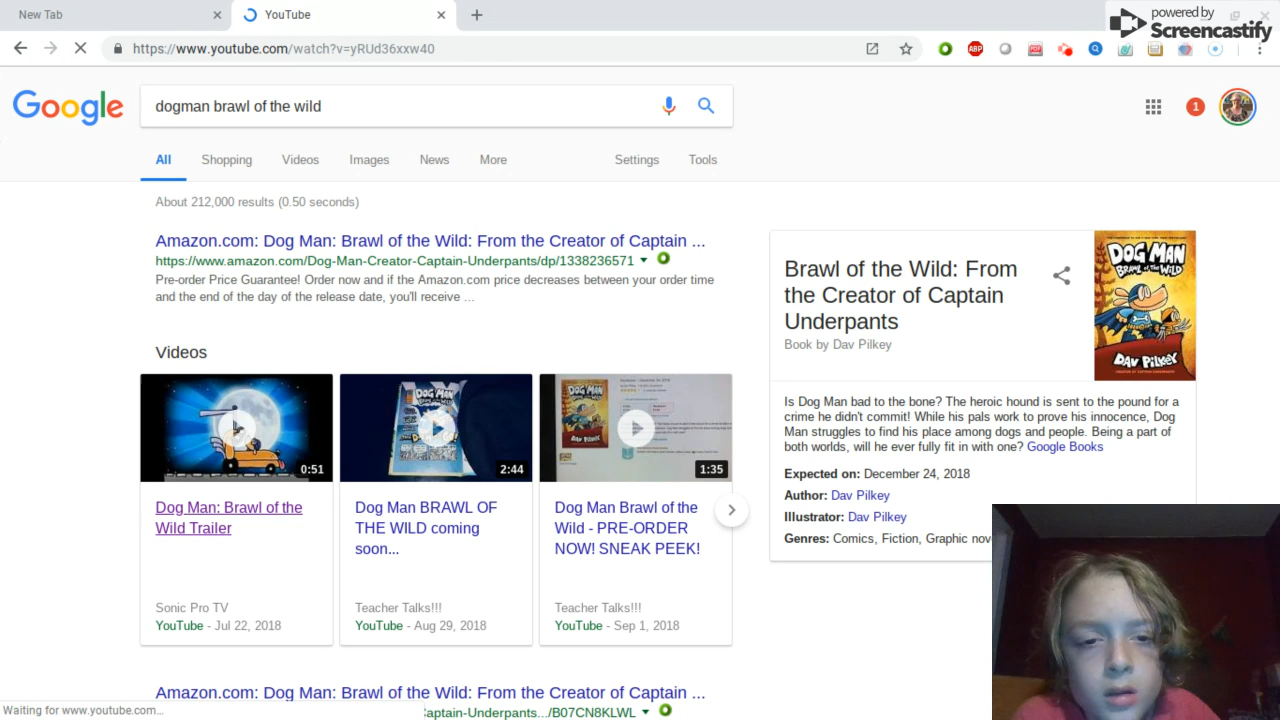 New Tab
YouTube
powered by
Screencastify
https://www.youtube.com/watch?v=yRUd36xxw40
ABP
Google
dogman brawl of the wild
1
All Shopping Videos Images News More Settings Tools
About 212,000 results (0.50 seconds)
Amazon.com: Dog Man: Brawl of the Wild: From the Creator of Captain ...
https://www.amazon.com/Dog-Man-Creator-Captain-Underpants/dp/1338236571
Pre-order Price Guarantee! Order now and if the Amazon.com price decreases between your order time
and the end of the day of the release date, you'll receive ...
Videos
0:51
2:44
1:35
Dog Man: Brawl of the
Wild Trailer
Sonic Pro TV
YouTube - Jul 22, 2018
Dog Man BRAWL OF
THE WILD coming
soon...
Teacher Talks!!!
YouTube - Aug 29, 2018
Dog Man Brawl of the
Wild - PRE-ORDER
NOW! SNEAK PEEK!
Teacher Talks!!!
YouTube - Sep 1, 2018
Amazon.com: Dog Man: Brawl of the Wild: From the Creator of Captain ...
Captain-Underpants.../B07CN8KLWL
Waiting for www.youtube.com...
Brawl of the Wild: From
the Creator of Captain
Underpants
Book by Dav Pilkey
DOG MAN
BRAWL OF THE WILD
DAV PILKEY
Is Dog Man bad to the bone? The heroic hound is sent to the pound for a
crime he didn't commit! While his pals work to prove his innocence, Dog
Man struggles to find his place among dogs and people. Being a part of
both worlds, will he ever fully fit in with one? Google Books
Expected on: December 24, 2018
Author: Dav Pilkey
Illustrator: Dav Pilkey
Genres: Comics, Fiction, Graphic nov